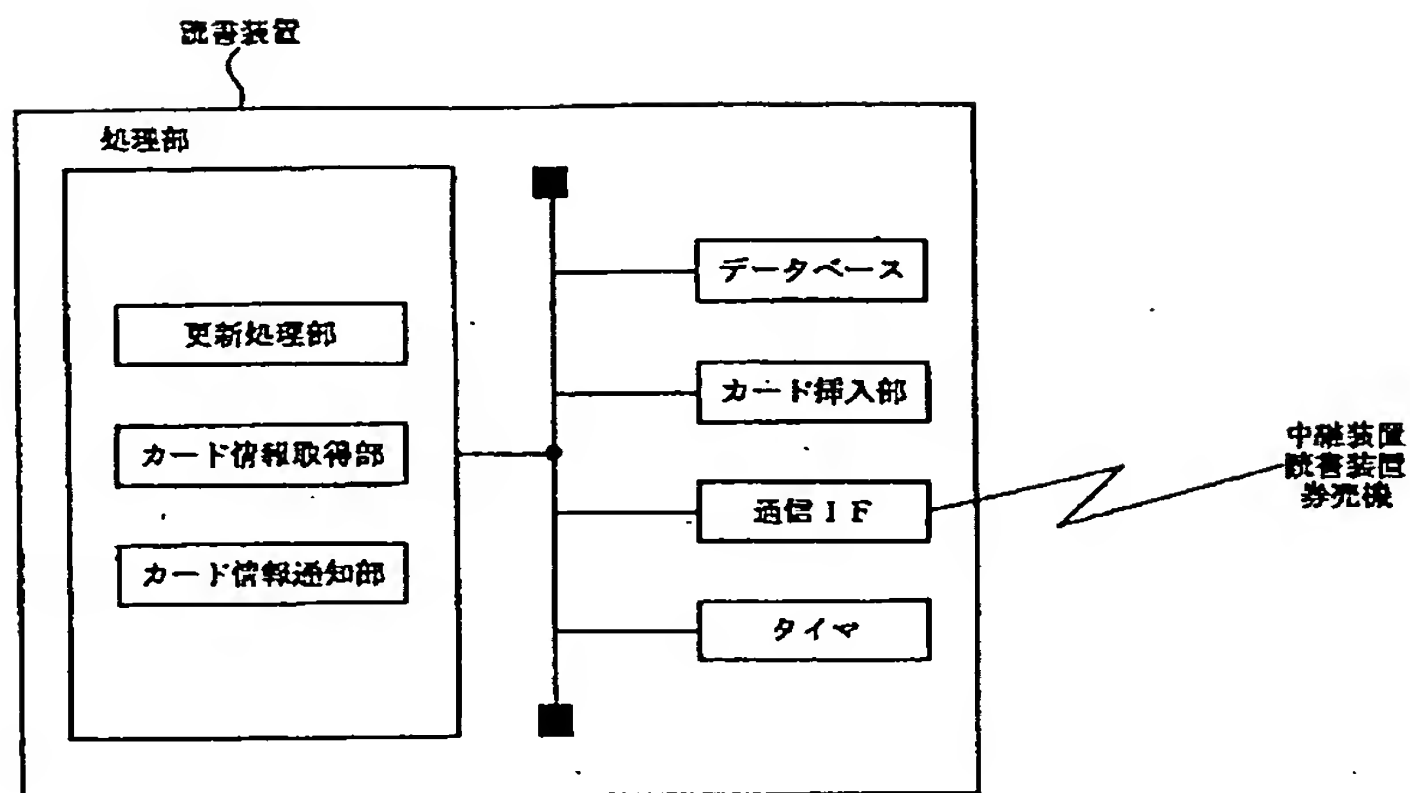 読書装置
処理部
更新処理部
カード情報取得部
カード情報通知部
データベース
カード挿入部
通信IF
タイマ
中継装置
読書装置
券売機